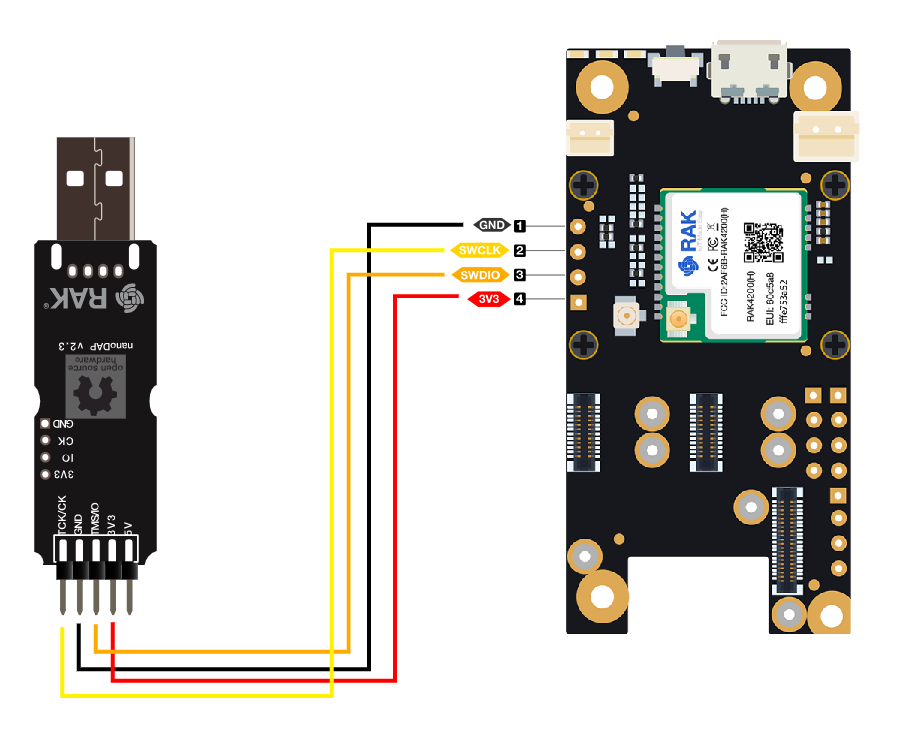 RAK®
nanoDAP v2.3
open source
hardware
GND
CK
IO
3V3
TCK/CK
GND
TMS/IO
3V3
5V
GND 1
SWCLK 2
SWDIO 3
3V3 4
RAK
FCC ID:2AF6B-RAK4200(H)
RAK4200(H)
EUI: 60c5a8
fffe753a52